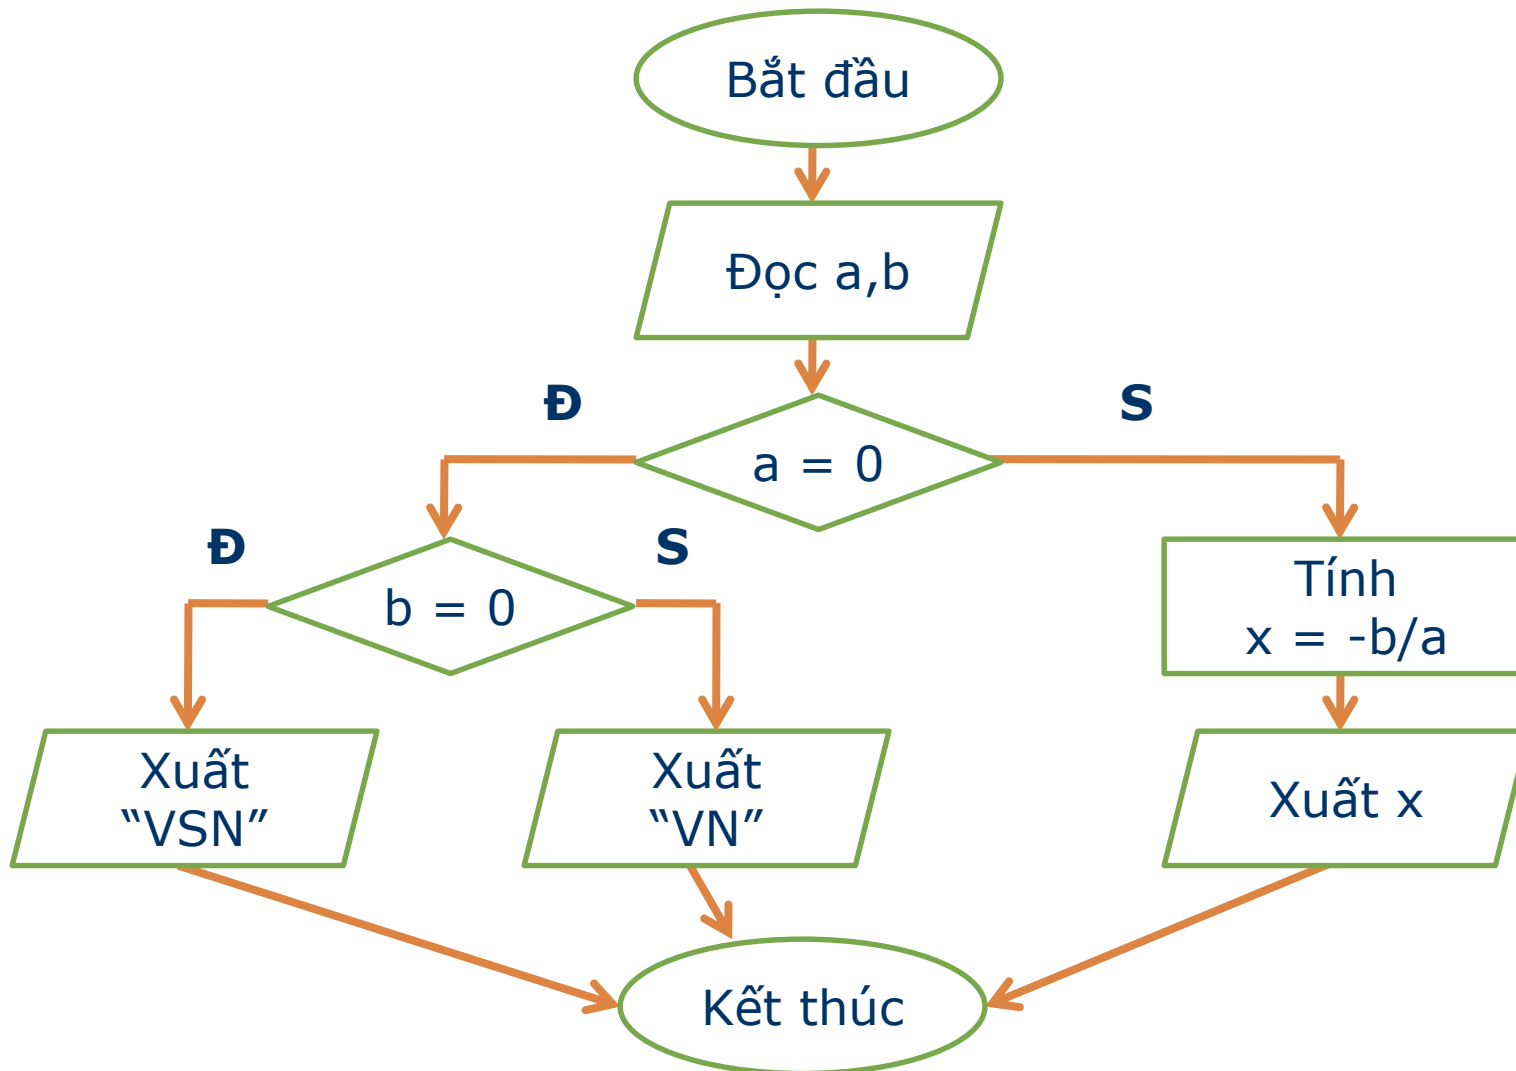 Bắt đầu
Đọc a,b
Đ
S
a = 0
Đ
S
b = 0
Tính
x = -b/a
Xuất
“VSN”
Xuất
“VN”
Xuất x
Kết thúc